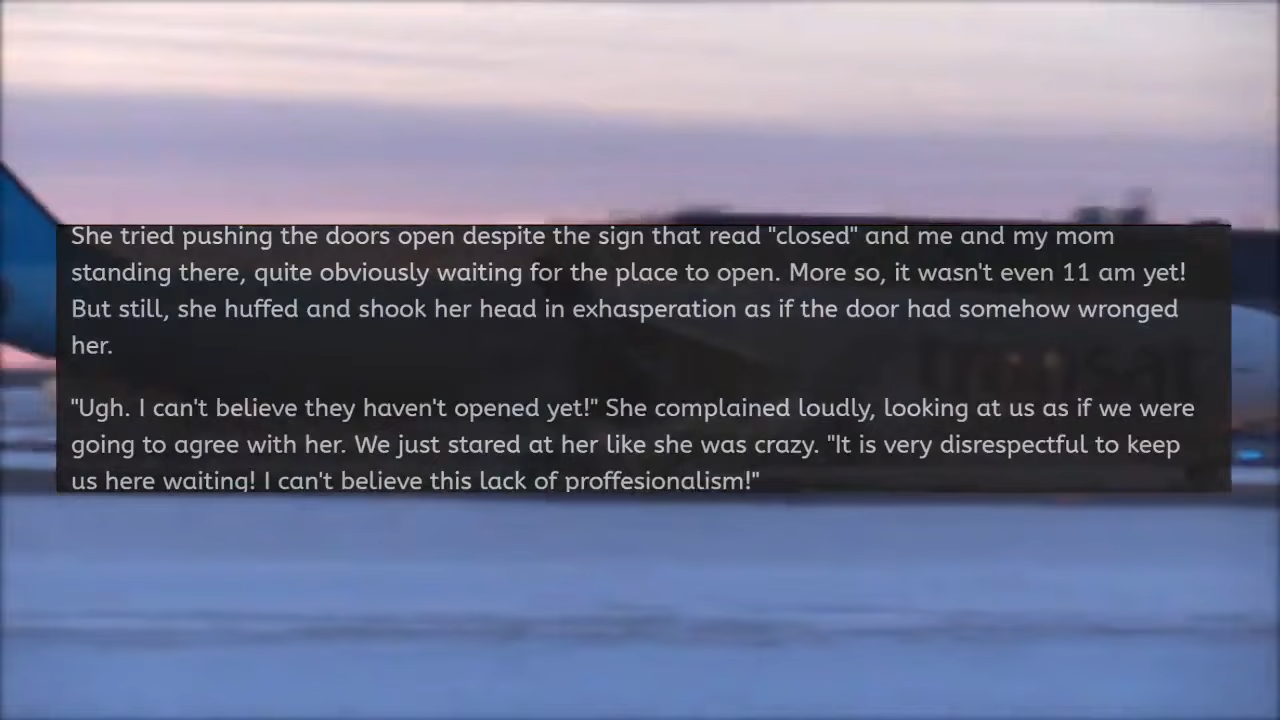 She tried pushing the doors open despite the sign that read "closed" and me and my mom
standing there, quite obviously waiting for the place to open. More so, it wasn't even 11 am yet!
But still, she huffed and shook her head in exhasperation as if the door had somehow wronged
her.
"Ugh. I can't believe they haven't opened yet!" She complained loudly, looking at us as if we were
going to agree with her. We just stared at her like she was crazy. "It is very disrespectful to keep
us here waiting! I can't believe this lack of proffesionalism!"